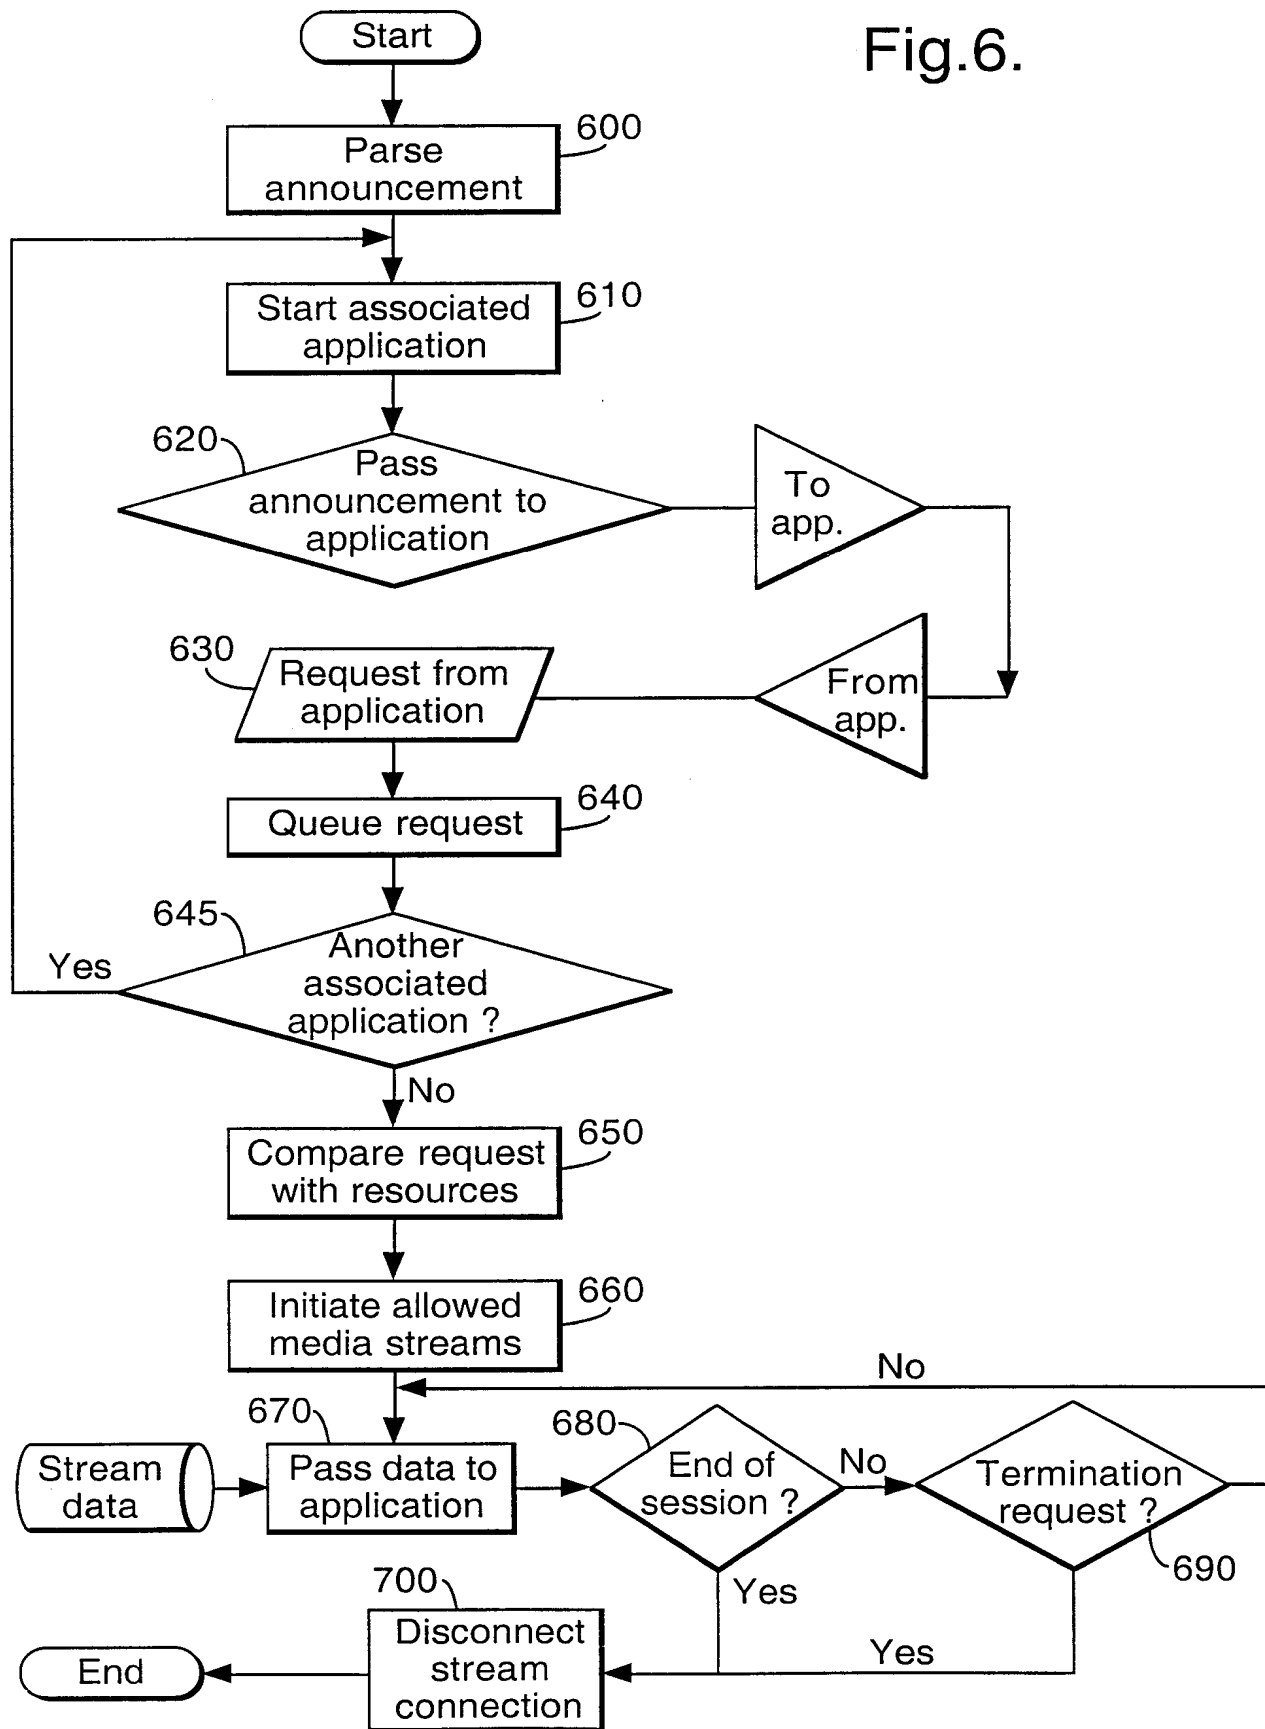 Start
Fig.6.
600
Parse
announcement
610
Start associated
application
620
Pass
announcement to
application
To
app.
630
Request from
application
From
app.
640
Queue request
645
Another
associated
application ?
Yes
No
650
Compare request
with resources
660
Initiate allowed
media streams
No
670
680
Stream
data
Pass data to
application
End of
session ?
No
Termination
request ?
690
700
Yes
Disconnect
stream
connection
Yes
End